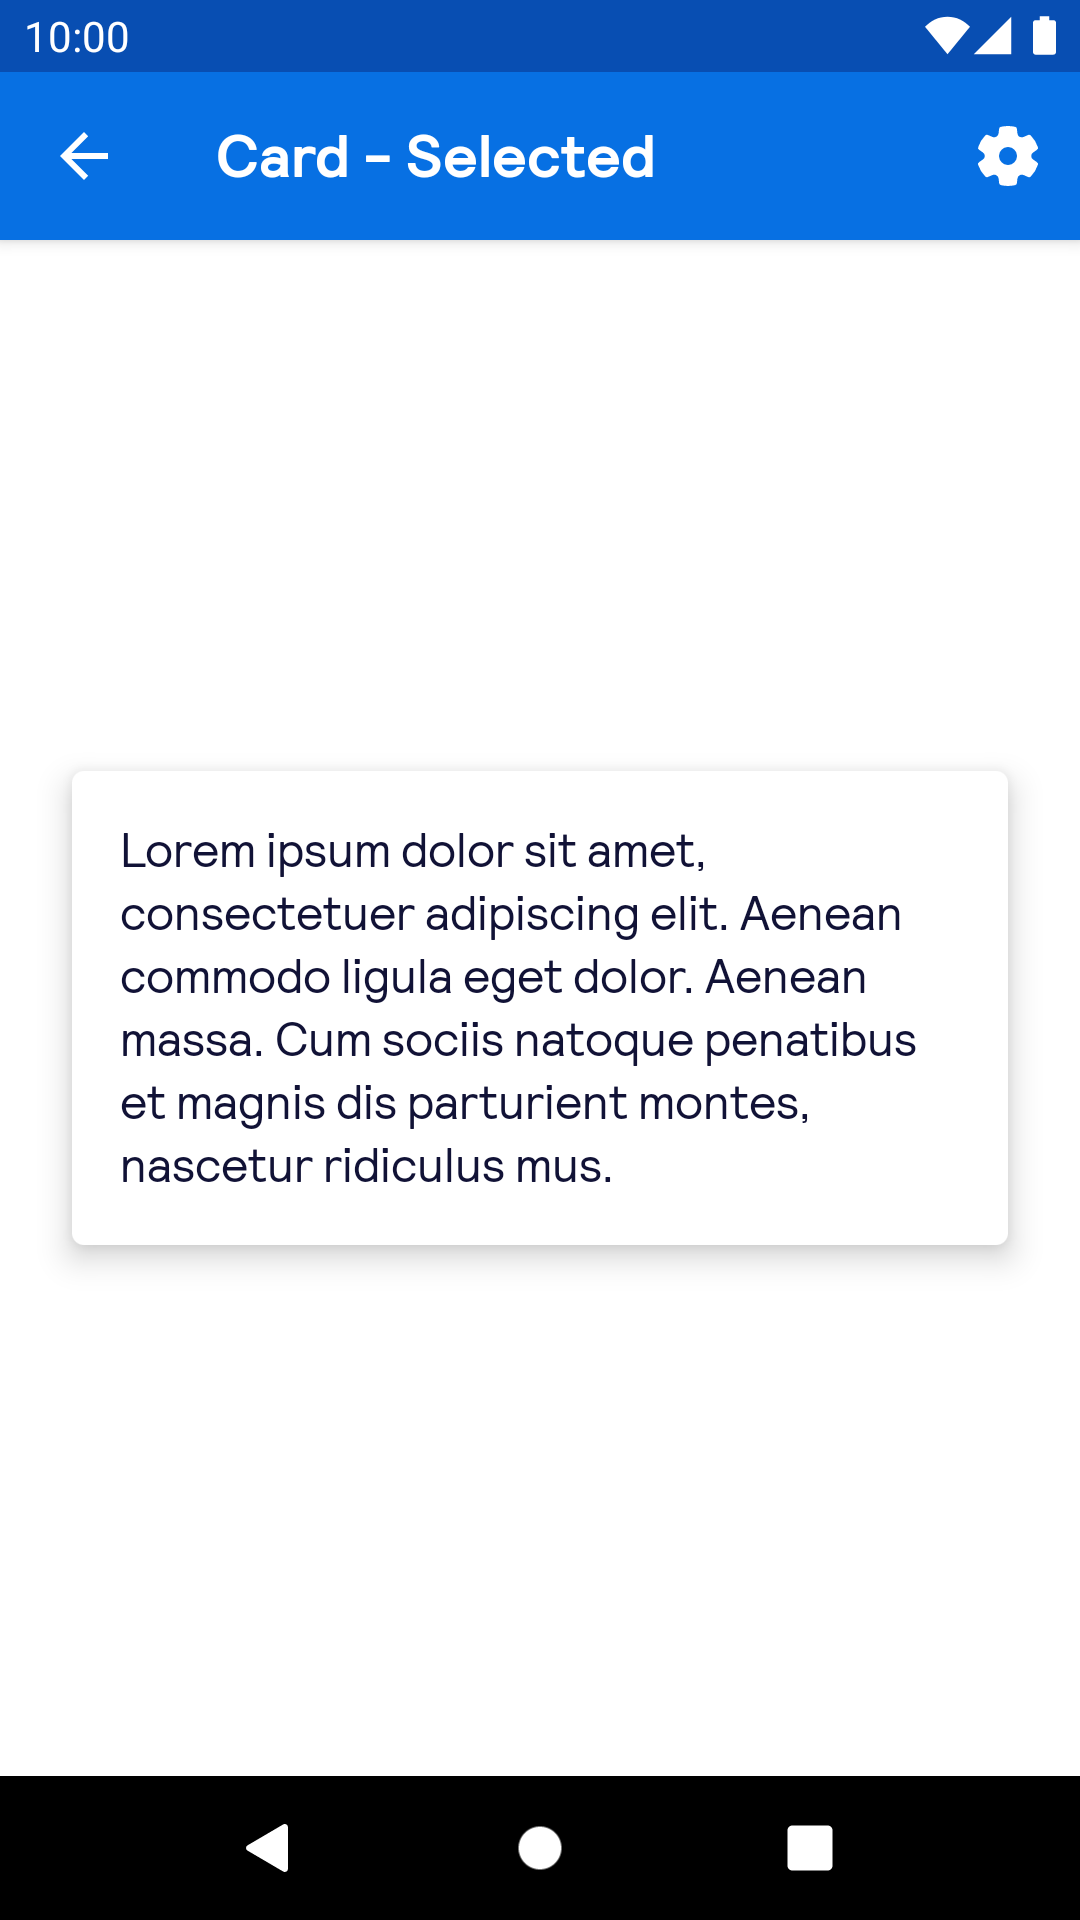 10:00
Card - Selected
Lorem ipsum dolor sit amet,
consectetuer adipiscing elit. Aenean
commodo ligula eget dolor. Aenean
massa. Cum sociis natoque penatibus
et magnis dis parturient montes,
nascetur ridiculus mus.